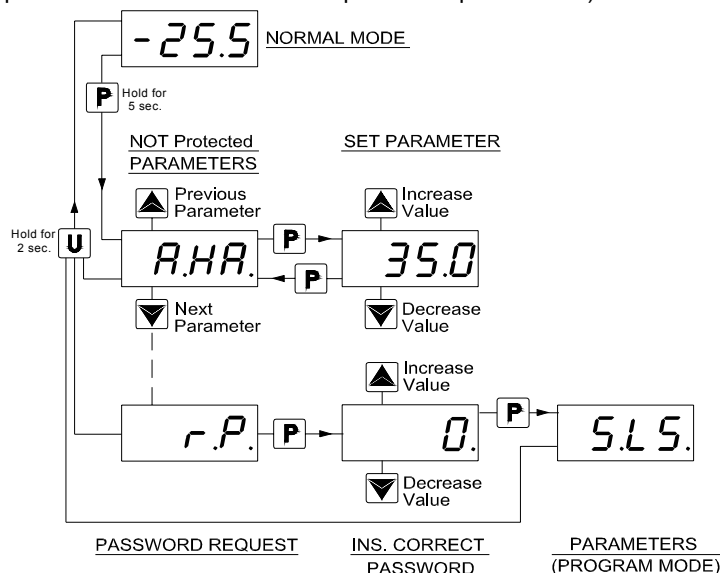 -25.5
NORMAL MODE
P
Hold for
5 sec.
NOT Protected
PARAMETERS
SET PARAMETER
Previous
Parameter
Increase
Value
Hold for
2 sec.
U
A.HA.
P
P
35.0
Next
Parameter
Decrease
Value
Increase
Value
r.P.
P
0.
P
S.L S.
Decrease
Value
PASSWORD REQUEST
INS. CORRECT
PASSWORD
PARAMETERS
(PROGRAM MODE)